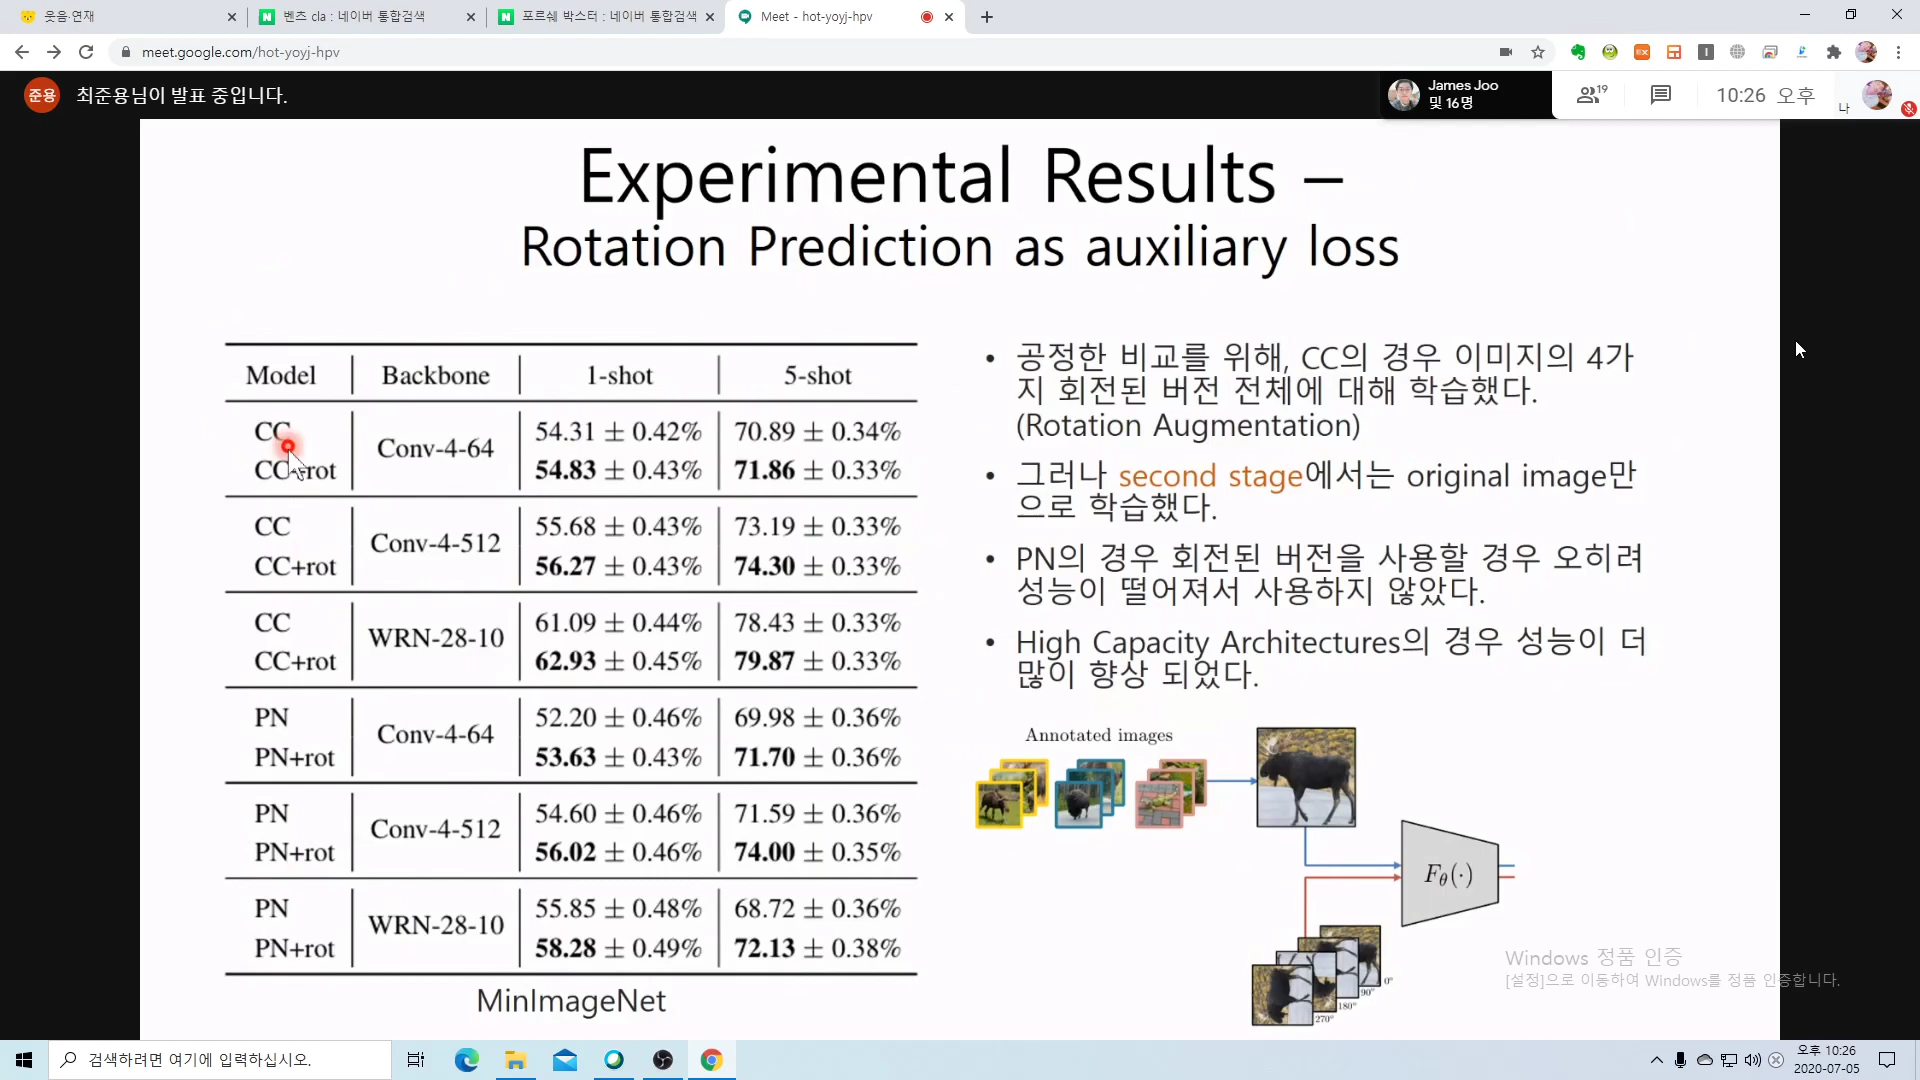 웃음·연재
벤츠 cla : 네이버 통합검색
포르쉐 박스터 : 네이버 통합검색
Meet - hot-yoyj-hpv
meet.google.com/hot-yoyj-hpv
준용
최준용님이 발표 중입니다.
James Joo
및 16명
19
10:26 오후
나
Experimental Results –
Rotation Prediction as auxiliary loss
Model Backbone 1-shot 5-shot
CC Conv-4-64 54.31 ± 0.42% 70.89 ± 0.34%
CC+rot 54.83 ± 0.43% 71.86 ± 0.33%
CC Conv-4-512 55.68 ± 0.43% 73.19 ± 0.33%
CC+rot 56.27 ± 0.43% 74.30 ± 0.33%
CC WRN-28-10 61.09 ± 0.44% 78.43 ± 0.33%
CC+rot 62.93 ± 0.45% 79.87 ± 0.33%
PN Conv-4-64 52.20 ± 0.46% 69.98 ± 0.36%
PN+rot 53.63 ± 0.43% 71.70 ± 0.36%
PN Conv-4-512 54.60 ± 0.46% 71.59 ± 0.36%
PN+rot 56.02 ± 0.46% 74.00 ± 0.35%
PN WRN-28-10 55.85 ± 0.48% 68.72 ± 0.36%
PN+rot 58.28 ± 0.49% 72.13 ± 0.38%
MinImageNet
• 공정한 비교를 위해, CC의 경우 이미지의 4가
지 회전된 버전 전체에 대해 학습했다.
(Rotation Augmentation)
• 그러나 second stage에서는 original image만
으로 학습했다.
• PN의 경우 회전된 버전을 사용할 경우 오히려
성능이 떨어져서 사용하지 않았다.
• High Capacity Architectures의 경우 성능이 더
많이 향상 되었다.
Annotated images
Fθ(·)
0°
90°
180°
270°
Windows 정품 인증
[설정]으로 이동하여 Windows를 정품 인증합니다.
검색하려면 여기에 입력하십시오.
오후 10:26
2020-07-05